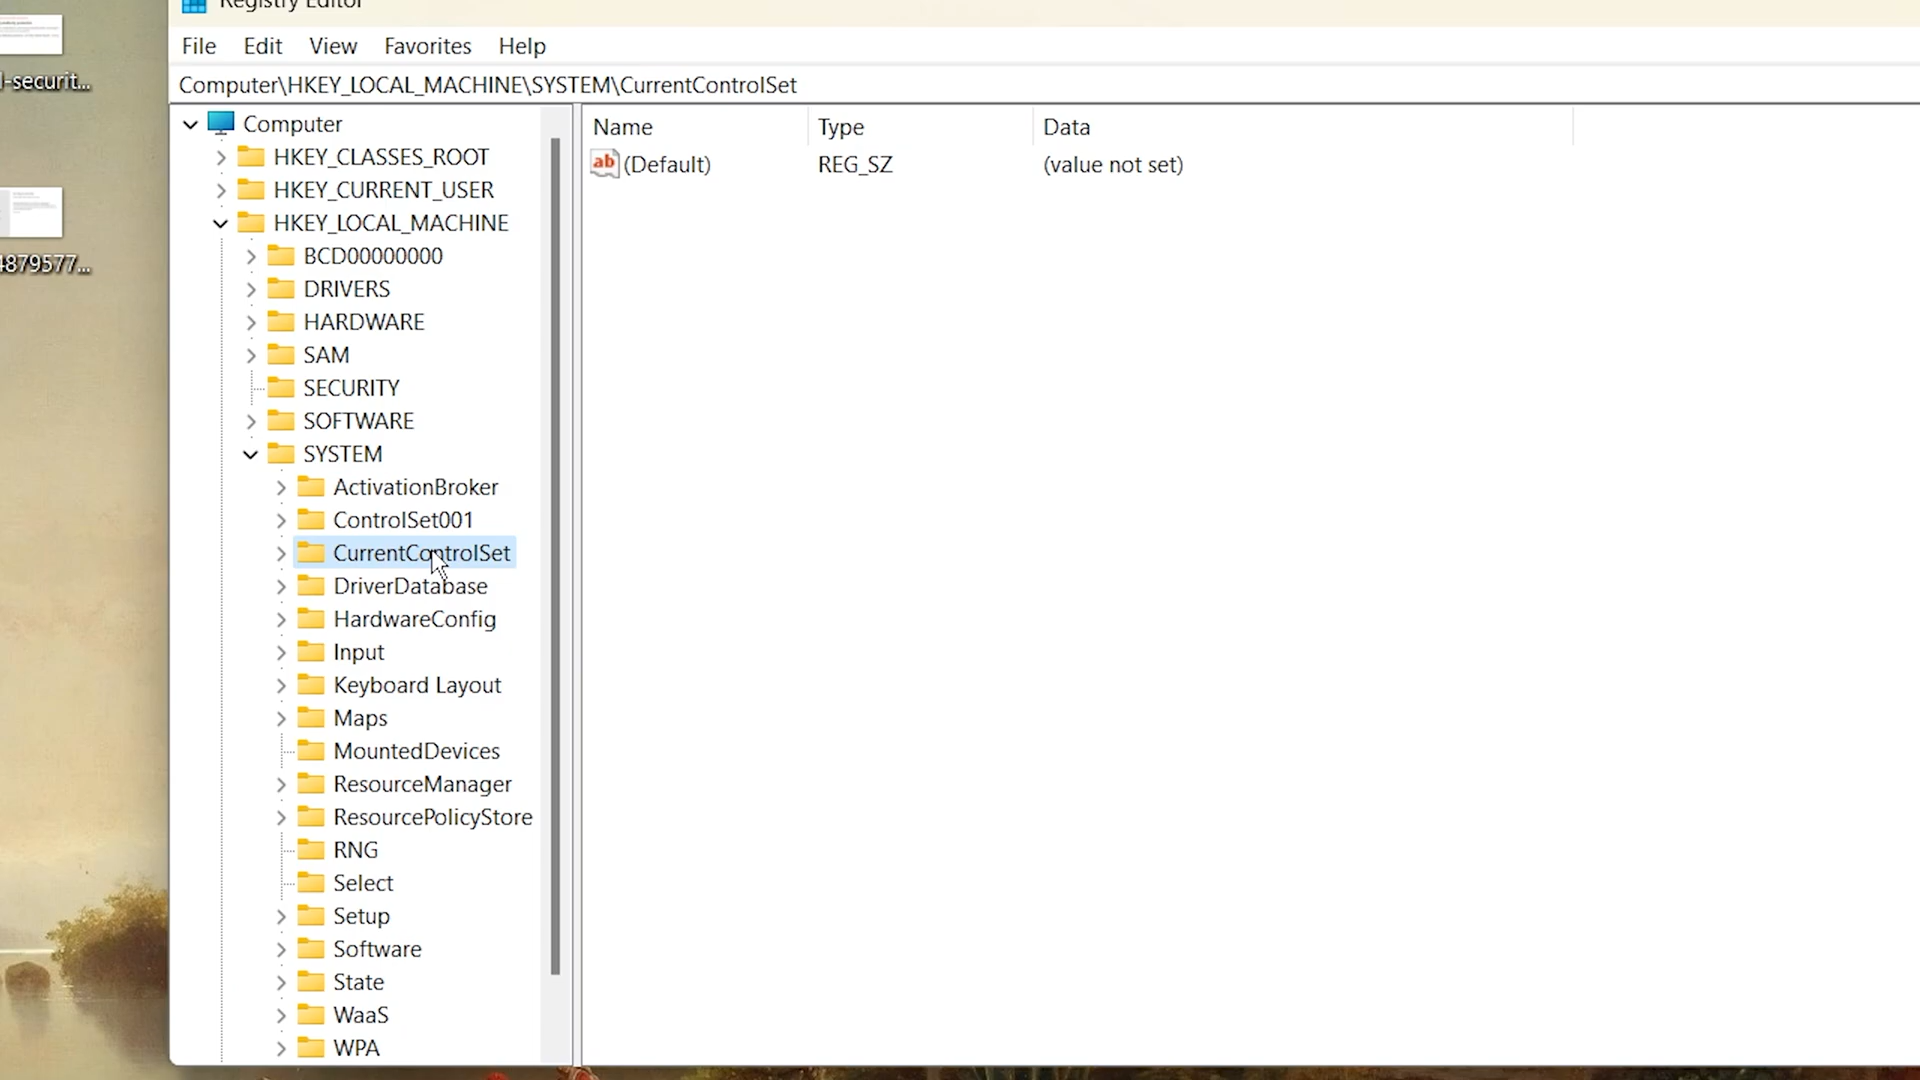 l-securit...
4879577...
Registry Editor
File Edit View Favorites Help
Computer\HKEY_LOCAL_MACHINE\SYSTEM\CurrentControlSet
Computer
HKEY_CLASSES_ROOT
HKEY_CURRENT_USER
HKEY_LOCAL_MACHINE
BCD00000000
DRIVERS
HARDWARE
SAM
SECURITY
SOFTWARE
SYSTEM
ActivationBroker
ControlSet001
CurrentControlSet
DriverDatabase
HardwareConfig
Input
Keyboard Layout
Maps
MountedDevices
ResourceManager
ResourcePolicyStore
RNG
Select
Setup
Software
State
WaaS
WPA
Name Type Data
ab (Default) REG_SZ (value not set)